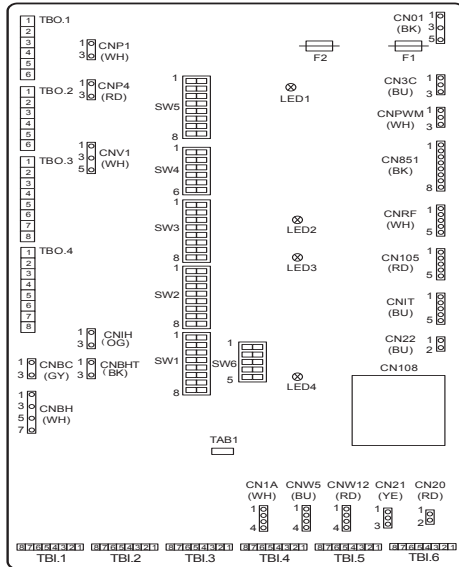 1 TBO.1
2
3
4
5
6
1 TBO.2
2
3
4
5
6
1 TBO.3
2
3
4
5
6
7
8
1 TBO.4
2
3
4
5
6
7
8
1 CNP1
3 (WH)
1 CNP4
3 (RD)
1 CNV1
3 (WH)
5
1 CNIH
3 (OG)
1 CNBC
3 (GY)
1 CNBHT
3 (BK)
1 CNBH
3 (WH)
5
7
1
SW5
8
1
SW4
6
1
SW3
8
1
SW2
8
1
SW1
8
1
SW6
5
F2
F1
LED1
LED2
LED3
LED4
CN01 1
(BK) 3
5
CN3C 1
(BU) 3
CNPWM 1
(WH) 3
CN851 1
(BK)
8
CNRF 1
(WH)
5
CN105 1
(RD)
5
CNIT 1
(BU)
5
CN22 1
(BU) 2
CN108
TAB1
CN1A CNW5 CNW12 CN21 CN20
(WH) (BU) (RD) (YE) (RD)
1 1 1 1 1
4 4 4 3 2
87654321 87654321 87654321 87654321 87654321 87654321
TBI.1 TBI.2 TBI.3 TBI.4 TBI.5 TBI.6